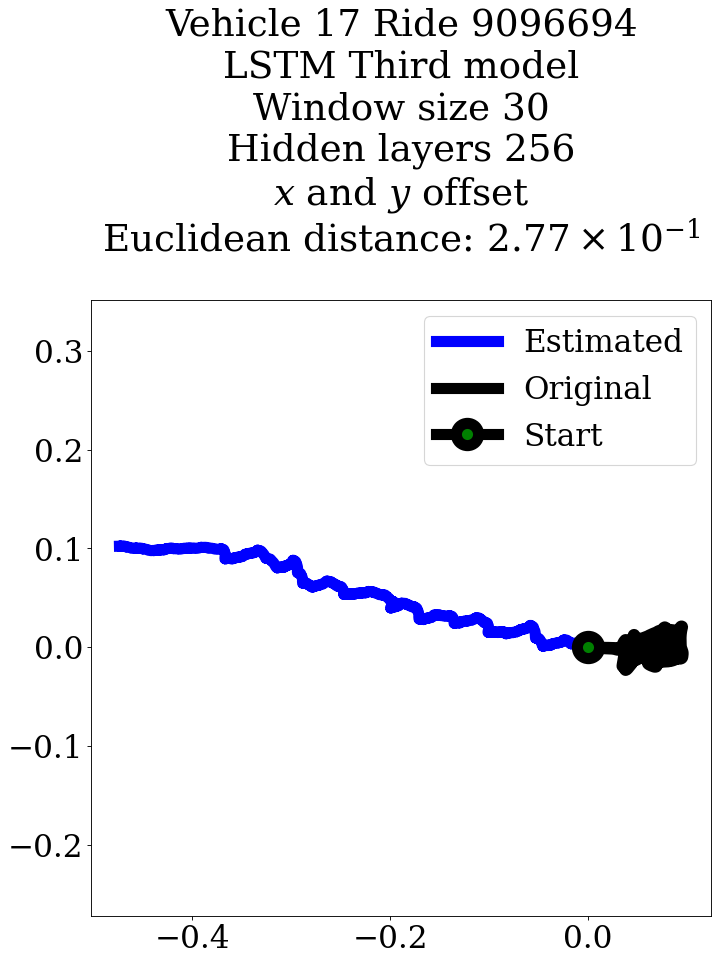 Vehicle 17 Ride 9096694
LSTM Third model
Window size 30
Hidden layers 256
x and y offset
Euclidean distance: 2.77 × 10⁻¹
Estimated
Original
Start
0.3
0.2
0.1
0.0
−0.1
−0.2
−0.4 −0.2 0.0